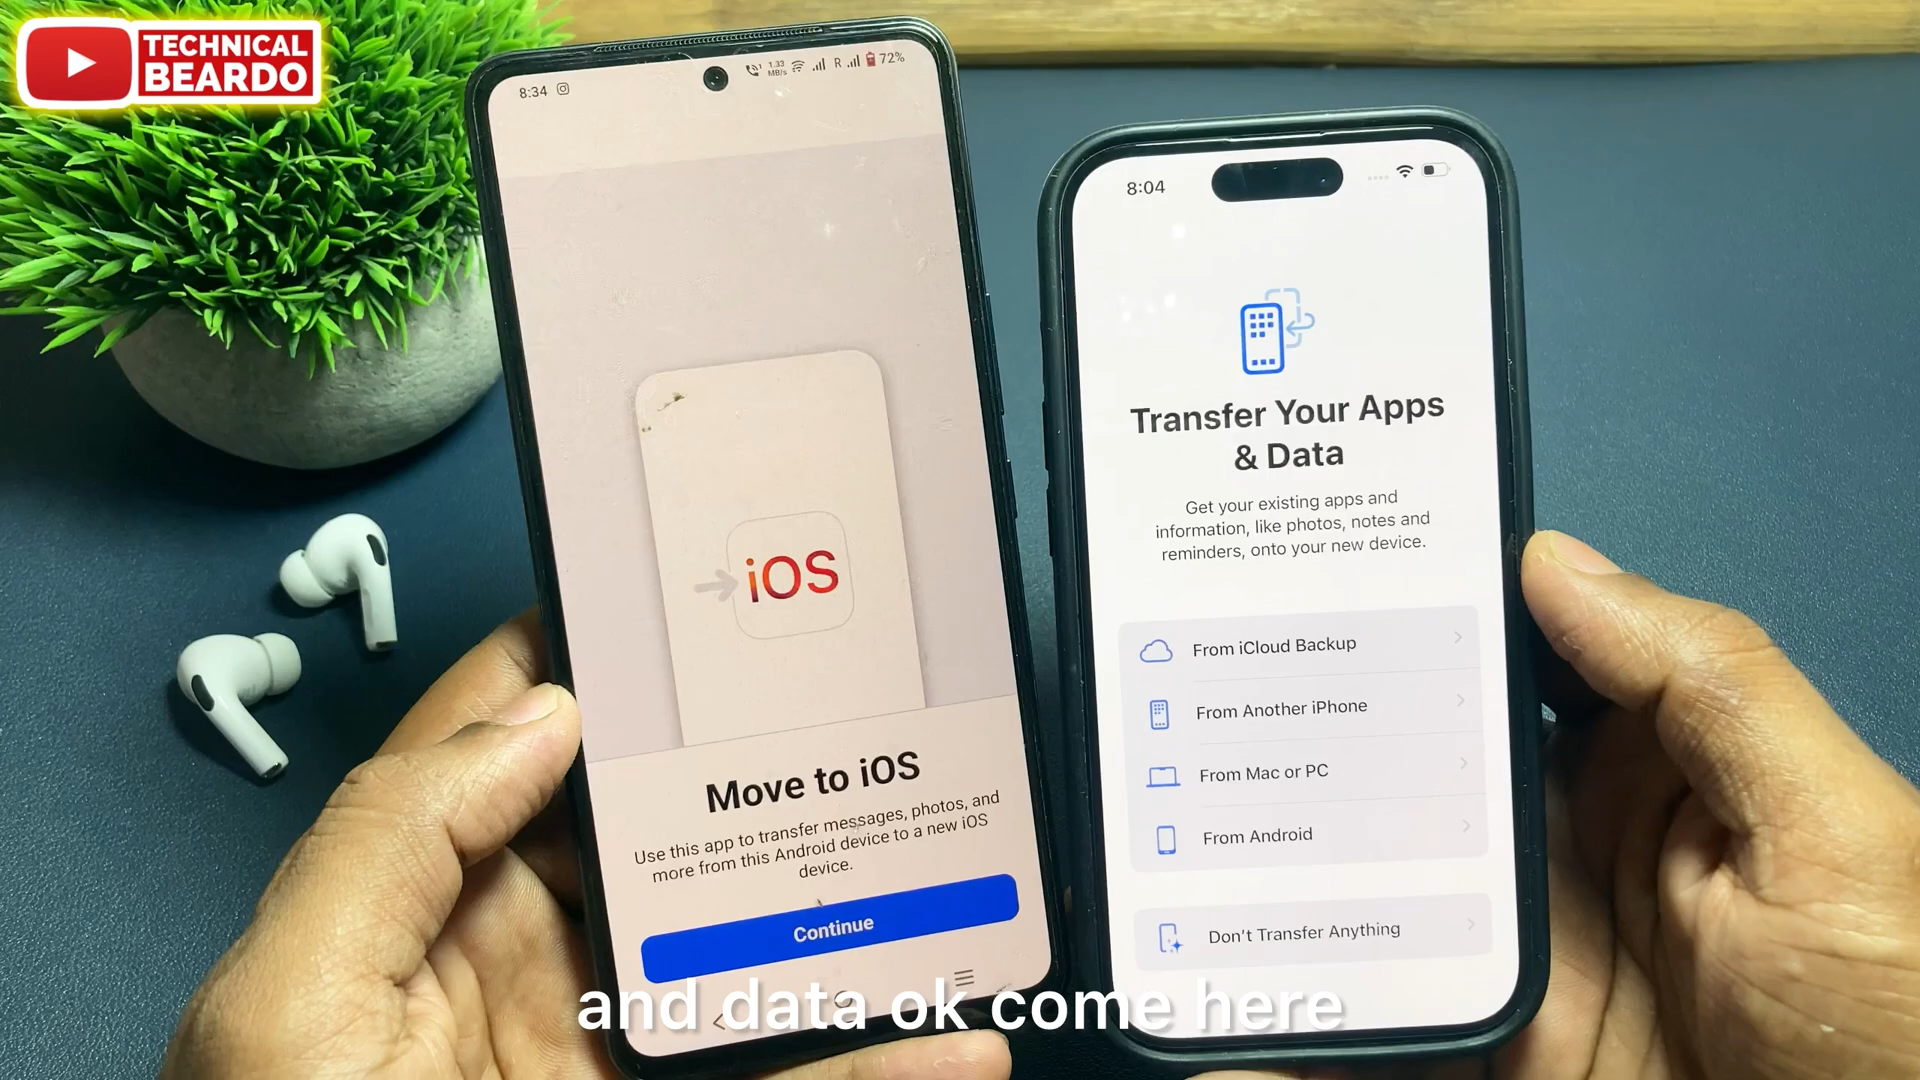 TECHNICAL
BEARDO
8:34
1.33
MB/s
R
72%
iOS
Move to iOS
Use this app to transfer messages, photos, and
more from this Android device to a new iOS
device.
Continue
8:04
Transfer Your Apps
& Data
Get your existing apps and
information, like photos, notes and
reminders, onto your new device.
From iCloud Backup
From Another iPhone
From Mac or PC
From Android
Don't Transfer Anything
and data ok come here